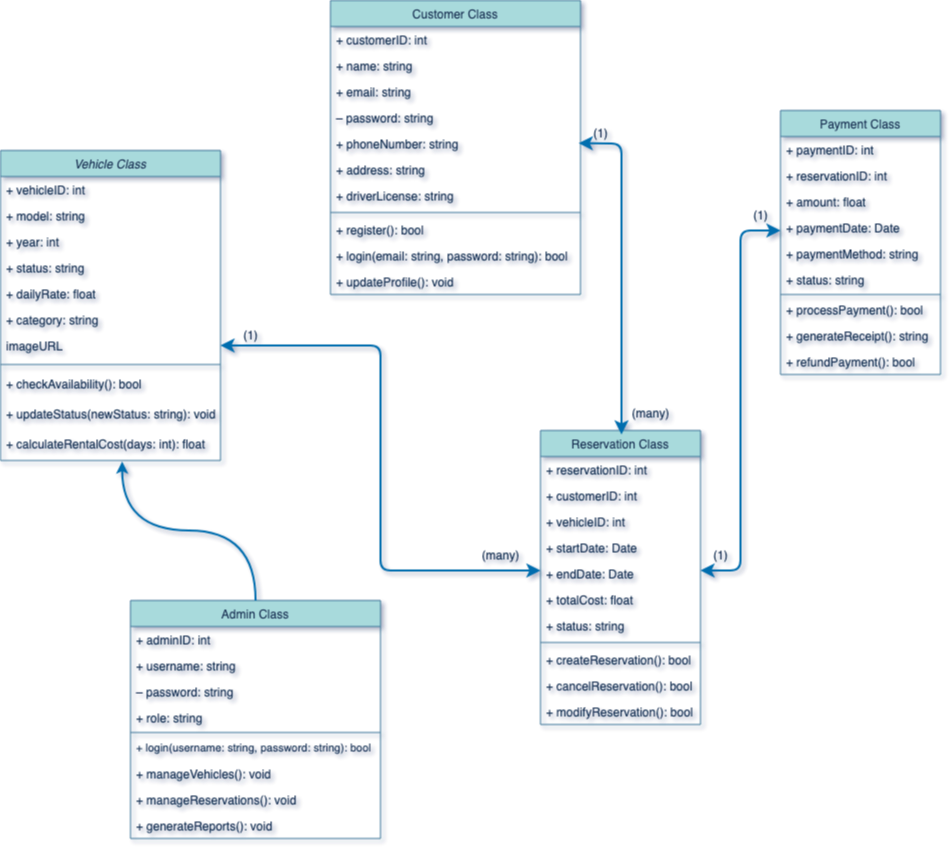 Customer Class
+ customerID: int
+ name: string
+ email: string
– password: string
+ phoneNumber: string
+ address: string
+ driverLicense: string
+ register(): bool
+ login(email: string, password: string): bool
+ updateProfile(): void
(1)
(many)
Payment Class
+ paymentID: int
+ reservationID: int
+ amount: float
+ paymentDate: Date
+ paymentMethod: string
+ status: string
+ processPayment(): bool
+ generateReceipt(): string
+ refundPayment(): bool
(1)
(1)
Vehicle Class
+ vehicleID: int
+ model: string
+ year: int
+ status: string
+ dailyRate: float
+ category: string
imageURL
+ checkAvailability(): bool
+ updateStatus(newStatus: string): void
+ calculateRentalCost(days: int): float
(1)
(many)
Reservation Class
+ reservationID: int
+ customerID: int
+ vehicleID: int
+ startDate: Date
+ endDate: Date
+ totalCost: float
+ status: string
+ createReservation(): bool
+ cancelReservation(): bool
+ modifyReservation(): bool
Admin Class
+ adminID: int
+ username: string
– password: string
+ role: string
+ login(username: string, password: string): bool
+ manageVehicles(): void
+ manageReservations(): void
+ generateReports(): void